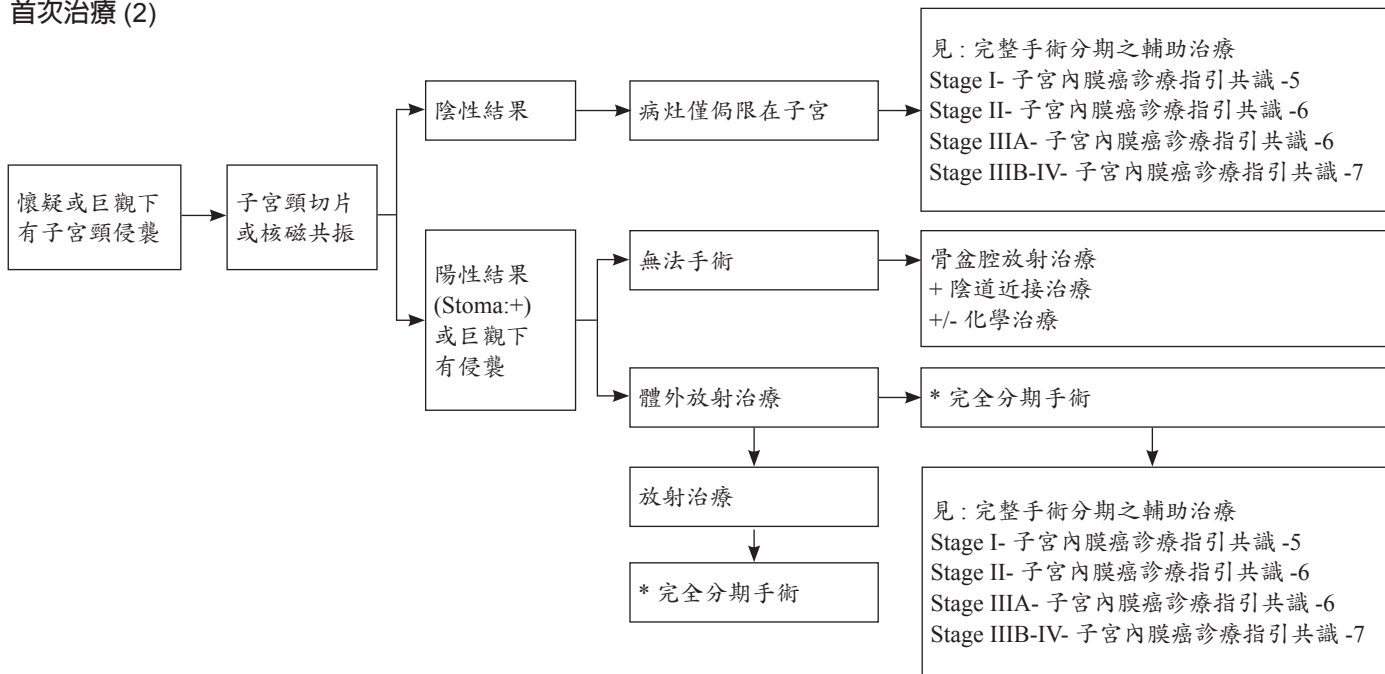 首次治療 (2)
懷疑或巨觀下
有子宮頸侵襲
子宮頸切片
或核磁共振
陰性結果
病灶僅侷限在子宮
見 : 完整手術分期之輔助治療
Stage I- 子宮內膜癌診療指引共識 -5
Stage II- 子宮內膜癌診療指引共識 -6
Stage IIIA- 子宮內膜癌診療指引共識 -6
Stage IIIB-IV- 子宮內膜癌診療指引共識 -7
陽性結果
(Stoma:+)
或巨觀下
有侵襲
無法手術
骨盆腔放射治療
+ 陰道近接治療
+/- 化學治療
體外放射治療
* 完全分期手術
放射治療
* 完全分期手術
見 : 完整手術分期之輔助治療
Stage I- 子宮內膜癌診療指引共識 -5
Stage II- 子宮內膜癌診療指引共識 -6
Stage IIIA- 子宮內膜癌診療指引共識 -6
Stage IIIB-IV- 子宮內膜癌診療指引共識 -7